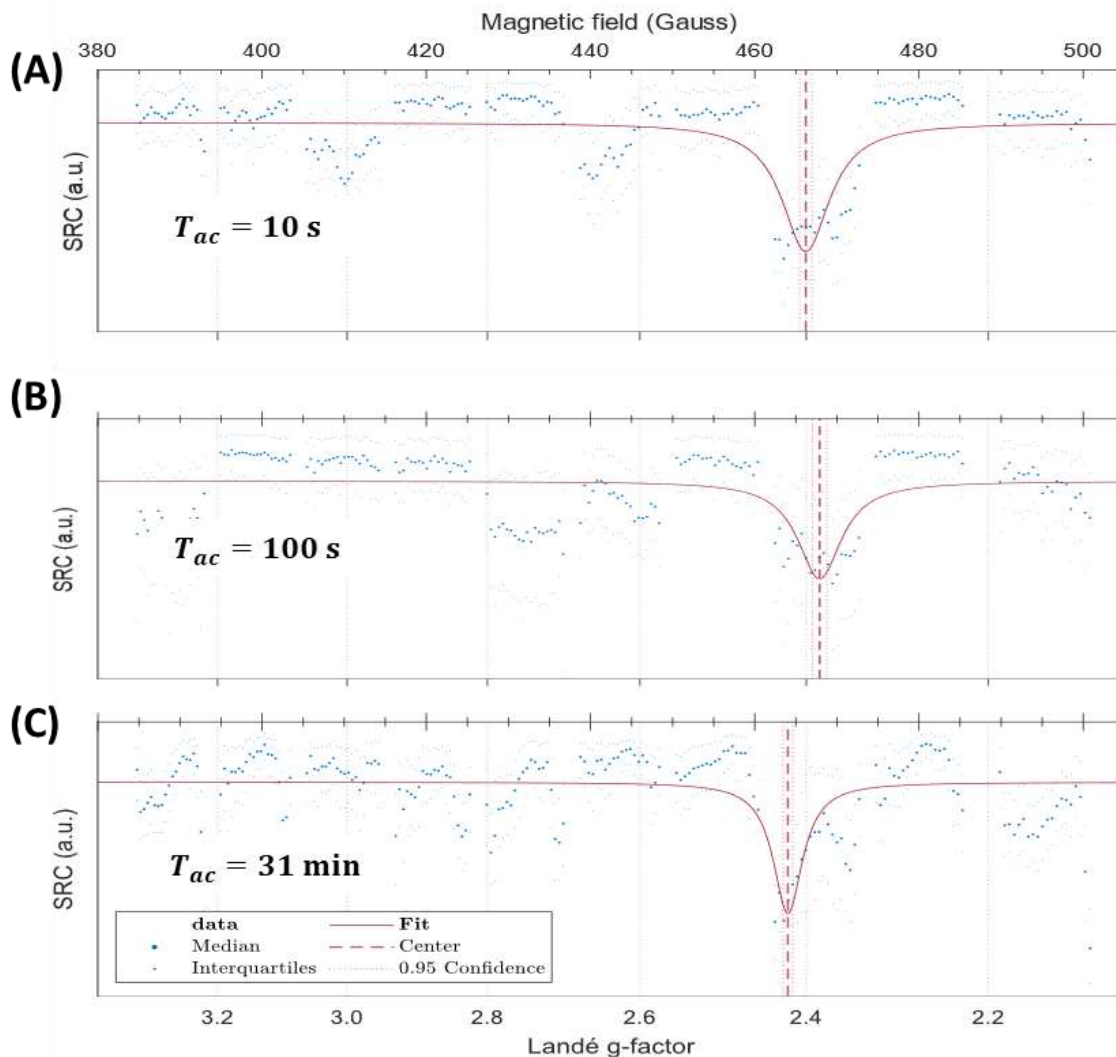 Magnetic field (Gauss)
380 400 420 440 460 480 500
(A)
SRC (a.u.)
T_ac = 10 s
(B)
SRC (a.u.)
T_ac = 100 s
(C)
SRC (a.u.)
T_ac = 31 min
data Fit
Median Center
Interquartiles 0.95 Confidence
3.2 3.0 2.8 2.6 2.4 2.2
Landé g-factor